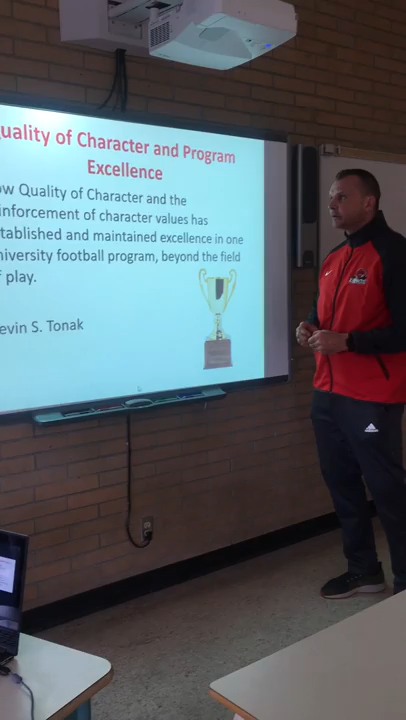 uality of Character and Program
Excellence
ow Quality of Character and the
inforcement of character values has
tablished and maintained excellence in one
niversity football program, beyond the field
f play.
evin S. Tonak